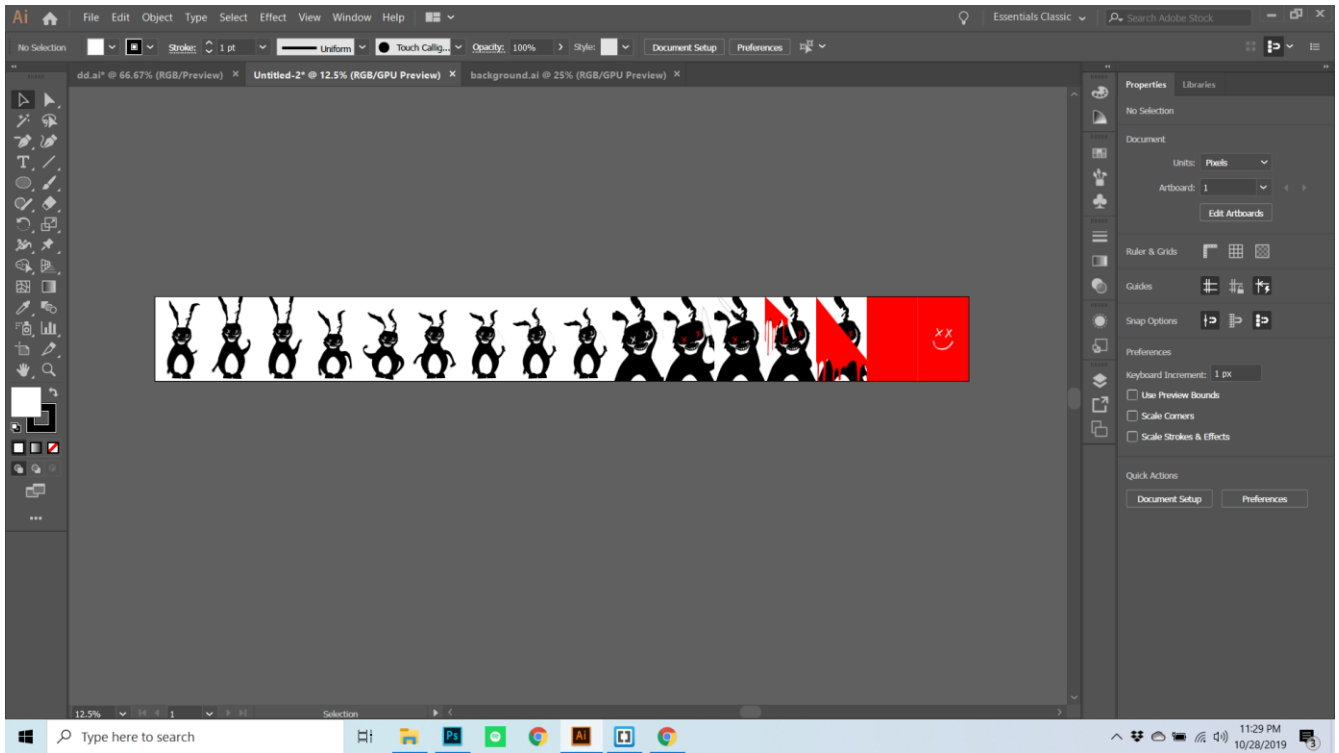 Ai File Edit Object Type Select Effect View Window Help Essentials Classic Search Adobe Stock
No Selection Stroke: 1 pt Uniform Touch Callig... Opacity: 100% Style: Document Setup Preferences
dd.ai* @ 66.67% (RGB/Preview) × Untitled-2* @ 12.5% (RGB/GPU Preview) × background.ai @ 25% (RGB/GPU Preview) ×
Properties Libraries
No Selection
Document
Units: Pixels
Artboard: 1
Edit Artboards
Ruler & Grids
Guides
Snap Options
Preferences
Keyboard Increment: 1 px
Use Preview Bounds
Scale Corners
Scale Strokes & Effects
Quick Actions
Document Setup Preferences
12.5% 1 Selection
Type here to search Ps Ai 11:29 PM
10/28/2019 3